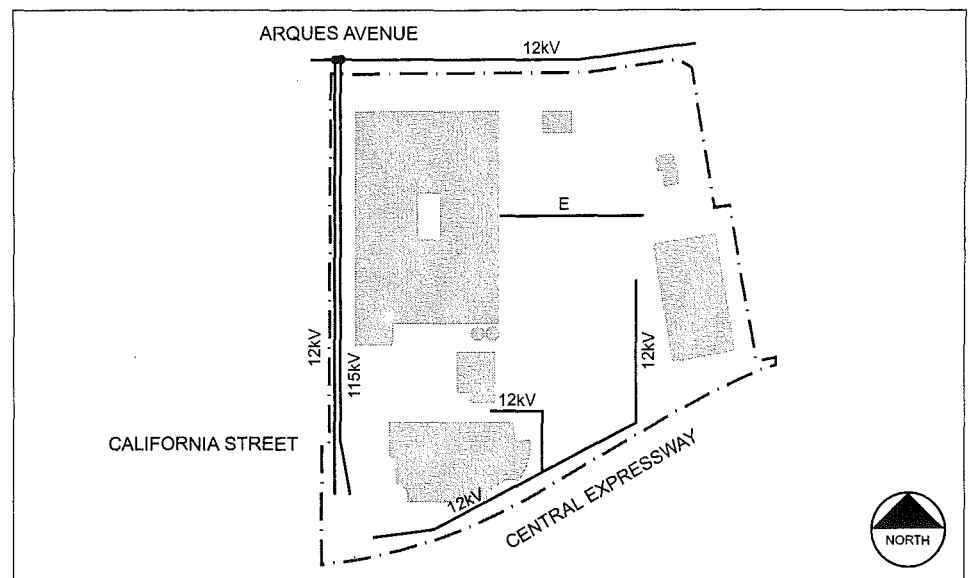 ARQUES AVENUE
12kV
E
12kV
115kV
12kV
12kV
CALIFORNIA STREET
12kV
CENTRAL EXPRESSWAY
NORTH